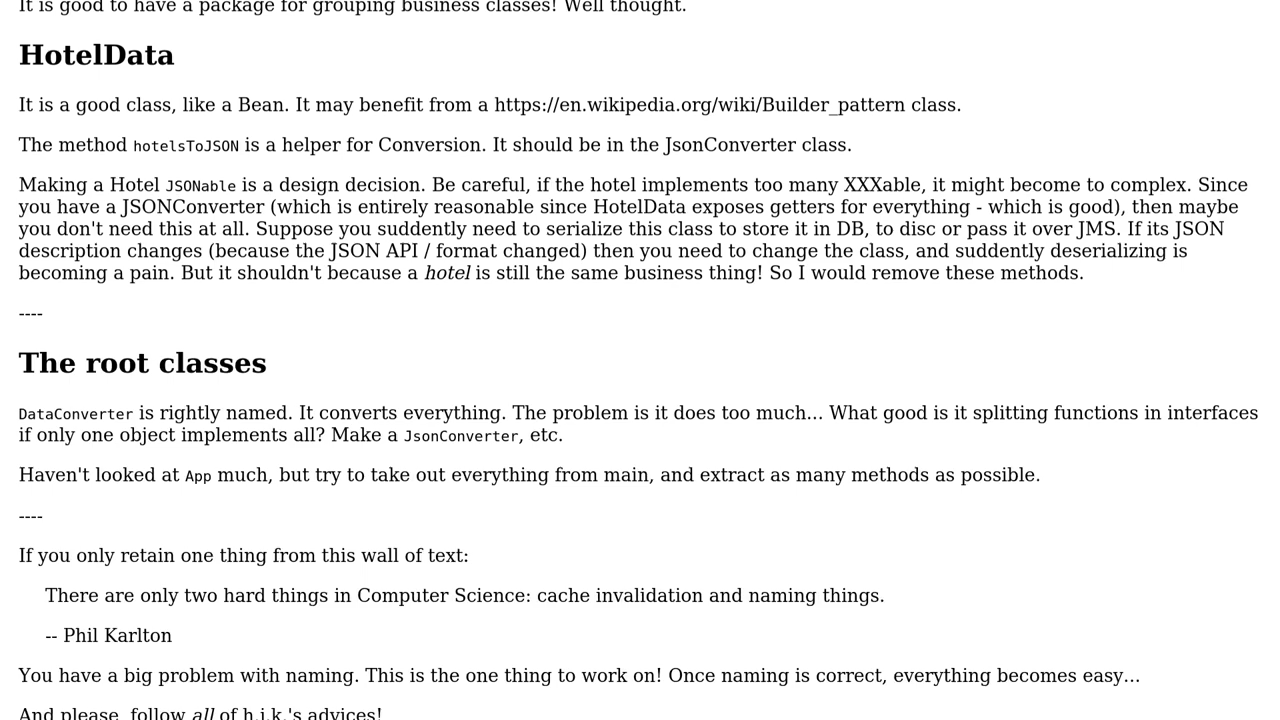 It is good to have a package for grouping business classes! Well thought.
HotelData
It is a good class, like a Bean. It may benefit from a https://en.wikipedia.org/wiki/Builder_pattern class.
The method hotelsToJSON is a helper for Conversion. It should be in the JsonConverter class.
Making a Hotel JSONable is a design decision. Be careful, if the hotel implements too many XXXable, it might become to complex. Since
you have a JSONConverter (which is entirely reasonable since HotelData exposes getters for everything - which is good), then maybe
you don't need this at all. Suppose you suddently need to serialize this class to store it in DB, to disc or pass it over JMS. If its JSON
description changes (because the JSON API / format changed) then you need to change the class, and suddently deserializing is
becoming a pain. But it shouldn't because a hotel is still the same business thing! So I would remove these methods.
----
The root classes
DataConverter is rightly named. It converts everything. The problem is it does too much... What good is it splitting functions in interfaces
if only one object implements all? Make a JsonConverter, etc.
Haven't looked at App much, but try to take out everything from main, and extract as many methods as possible.
----
If you only retain one thing from this wall of text:
There are only two hard things in Computer Science: cache invalidation and naming things.
-- Phil Karlton
You have a big problem with naming. This is the one thing to work on! Once naming is correct, everything becomes easy...
And please, follow all of h.j.k.'s advices!